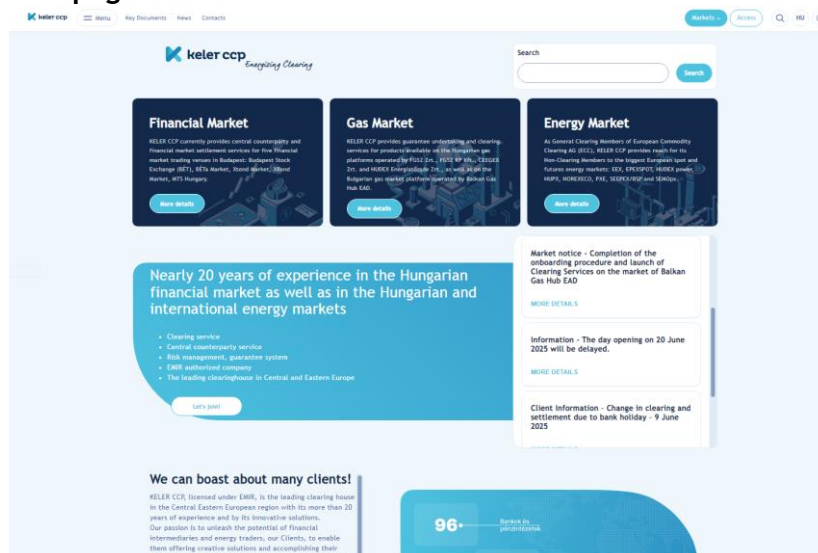 keler ccp
Menu
Key Documents
News
Contacts
Markets
Access
HU
keler ccp
Energizing Clearing
Search
Search
Financial Market
KELER CCP currently provides central counterparty and
financial market settlement services for five financial
market trading venues in Budapest: Budapest Stock
Exchange (BÉT), BÉTa Market, Xtend Market, XBond
Market, MTS Hungary.
More details
Gas Market
KELER CCP provides guarantee undertaking and clearing
services for products available on the Hungarian gas
platforms operated by FGSZ Zrt., FGSZ KP Kft., CEEGEX
Zrt. and HUDEX Energiatőzsde Zrt., as well as on the
Bulgarian gas market platform operated by Balkan Gas
Hub EAD.
More details
Energy Market
As General Clearing Members of European Commodity
Clearing AG (ECC), KELER CCP provides reach for its
Non-Clearing Members to the biggest European spot and
futures energy markets: EEX, EPEXSPOT, HUDEX power,
HUPX, NOREXECO, PXE, SEEPEX/BSP and SEMOpx.
More details
Nearly 20 years of experience in the Hungarian
financial market as well as in the Hungarian and
international energy markets
• Clearing service
• Central counterparty service
• Risk management, guarantee system
• EMIR authorized company
• The leading clearinghouse in Central and Eastern Europe
Let's join!
Market notice - Completion of the
onboarding procedure and launch of
Clearing Services on the market of Balkan
Gas Hub EAD
MORE DETAILS
Information - The day opening on 20 June
2025 will be delayed.
MORE DETAILS
Client Information - Change in clearing and
settlement due to bank holiday - 9 June
2025
We can boast about many clients!
KELER CCP, licensed under EMIR, is the leading clearing house
in the Central Eastern European region with its more than 20
years of experience and by its innovative solutions.
Our passion is to unleash the potential of financial
intermediaries and energy traders, our Clients, to enable
them offering creative solutions and accomplishing their
96
Bankok és
pénzintézetek